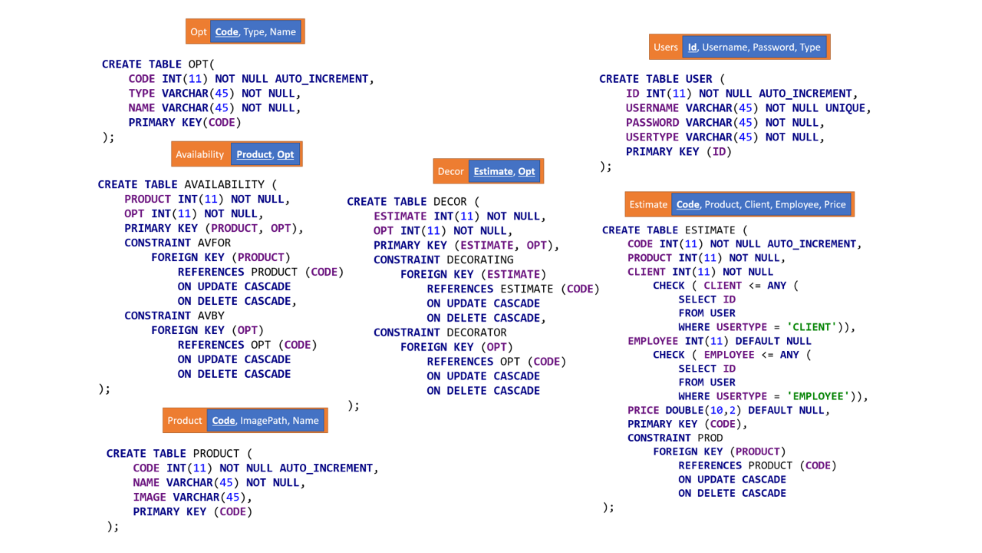 Opt Code, Type, Name
CREATE TABLE OPT(
CODE INT(11) NOT NULL AUTO_INCREMENT,
TYPE VARCHAR(45) NOT NULL,
NAME VARCHAR(45) NOT NULL,
PRIMARY KEY(CODE)
);
Availability Product, Opt
CREATE TABLE AVAILABILITY (
PRODUCT INT(11) NOT NULL,
OPT INT(11) NOT NULL,
PRIMARY KEY (PRODUCT, OPT),
CONSTRAINT AVFOR
FOREIGN KEY (PRODUCT)
REFERENCES PRODUCT (CODE)
ON UPDATE CASCADE
ON DELETE CASCADE,
CONSTRAINT AVBY
FOREIGN KEY (OPT)
REFERENCES OPT (CODE)
ON UPDATE CASCADE
ON DELETE CASCADE
);
Product Code, ImagePath, Name
CREATE TABLE PRODUCT (
CODE INT(11) NOT NULL AUTO_INCREMENT,
NAME VARCHAR(45) NOT NULL,
IMAGE VARCHAR(45),
PRIMARY KEY (CODE)
);
Decor Estimate, Opt
CREATE TABLE DECOR (
ESTIMATE INT(11) NOT NULL,
OPT INT(11) NOT NULL,
PRIMARY KEY (ESTIMATE, OPT),
CONSTRAINT DECORATING
FOREIGN KEY (ESTIMATE)
REFERENCES ESTIMATE (CODE)
ON UPDATE CASCADE
ON DELETE CASCADE,
CONSTRAINT DECORATOR
FOREIGN KEY (OPT)
REFERENCES OPT (CODE)
ON UPDATE CASCADE
ON DELETE CASCADE
);
Users Id, Username, Password, Type
CREATE TABLE USER (
ID INT(11) NOT NULL AUTO_INCREMENT,
USERNAME VARCHAR(45) NOT NULL UNIQUE,
PASSWORD VARCHAR(45) NOT NULL,
USERTYPE VARCHAR(45) NOT NULL,
PRIMARY KEY (ID)
);
Estimate Code, Product, Client, Employee, Price
CREATE TABLE ESTIMATE (
CODE INT(11) NOT NULL AUTO_INCREMENT,
PRODUCT INT(11) NOT NULL,
CLIENT INT(11) NOT NULL
CHECK ( CLIENT <= ANY (
SELECT ID
FROM USER
WHERE USERTYPE = 'CLIENT')),
EMPLOYEE INT(11) DEFAULT NULL
CHECK ( EMPLOYEE <= ANY (
SELECT ID
FROM USER
WHERE USERTYPE = 'EMPLOYEE')),
PRICE DOUBLE(10,2) DEFAULT NULL,
PRIMARY KEY (CODE),
CONSTRAINT PROD
FOREIGN KEY (PRODUCT)
REFERENCES PRODUCT (CODE)
ON UPDATE CASCADE
ON DELETE CASCADE
);